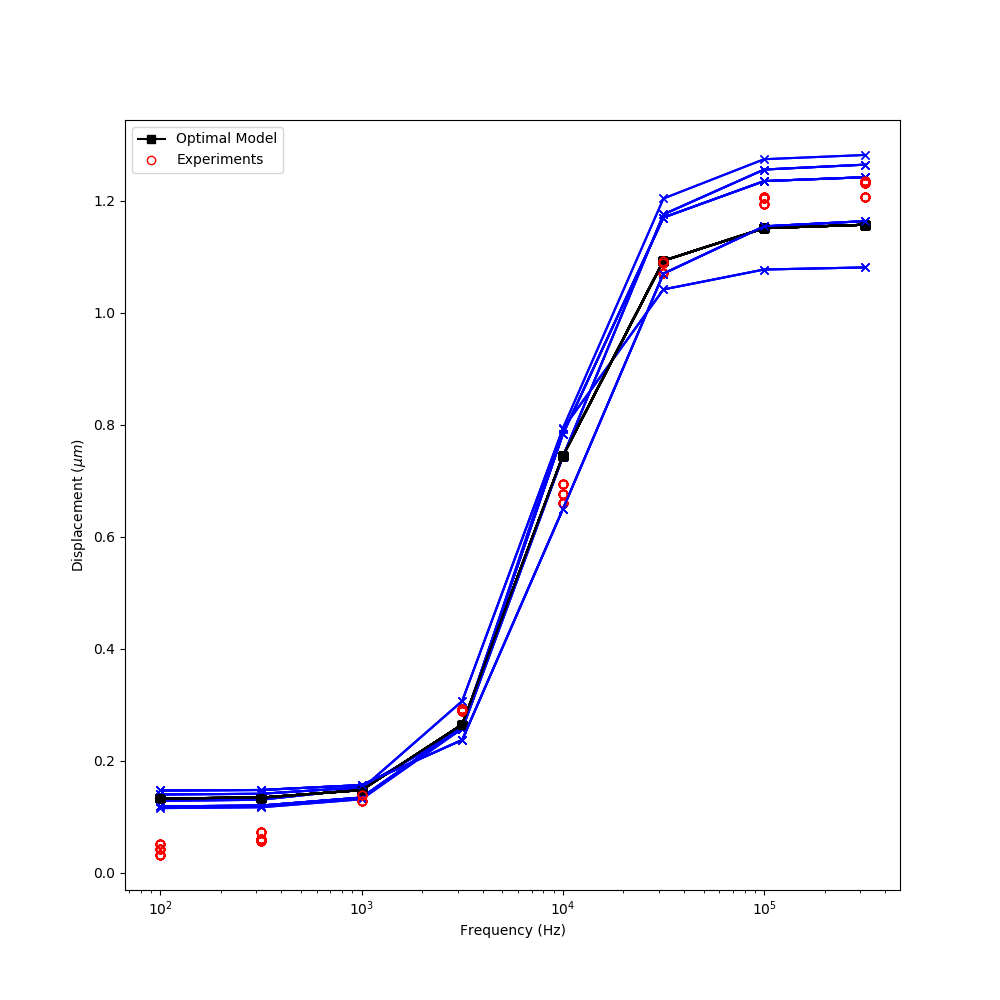 Optimal Model
Experiments
1.2
1.0
0.8
0.6
0.4
0.2
0.0
Displacement (μm)
10² 10³ 10⁴ 10⁵
Frequency (Hz)